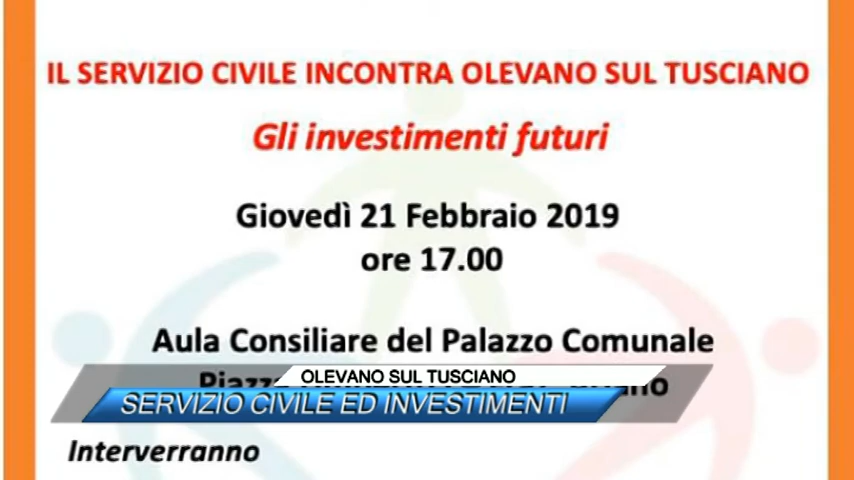 IL SERVIZIO CIVILE INCONTRA OLEVANO SUL TUSCIANO
Gli investimenti futuri
Giovedì 21 Febbraio 2019
ore 17.00
Aula Consiliare del Palazzo Comunale
Piazza
OLEVANO SUL TUSCIANO
SERVIZIO CIVILE ED INVESTIMENTI
Interverranno